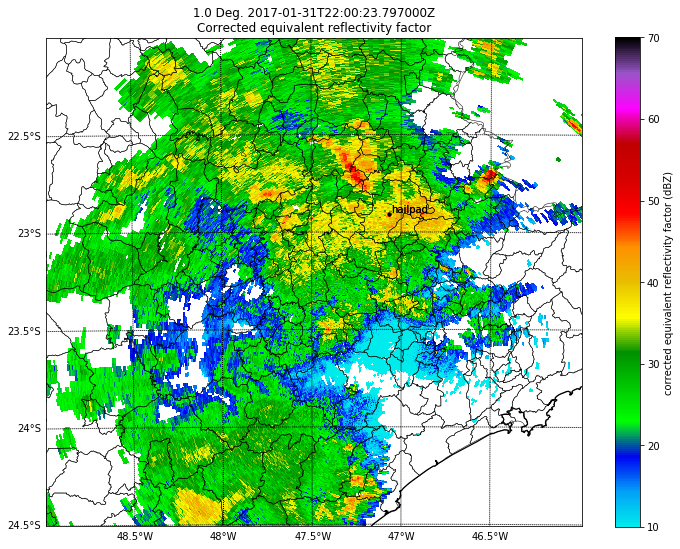 1.0 Deg. 2017-01-31T22:00:23.797000Z
Corrected equivalent reflectivity factor
70
60
50
40
30
20
10
corrected equivalent reflectivity factor (dBZ)
22.5°S
23°S
23.5°S
24°S
24.5°S
hailpad
48.5°W
48°W
47.5°W
47°W
46.5°W